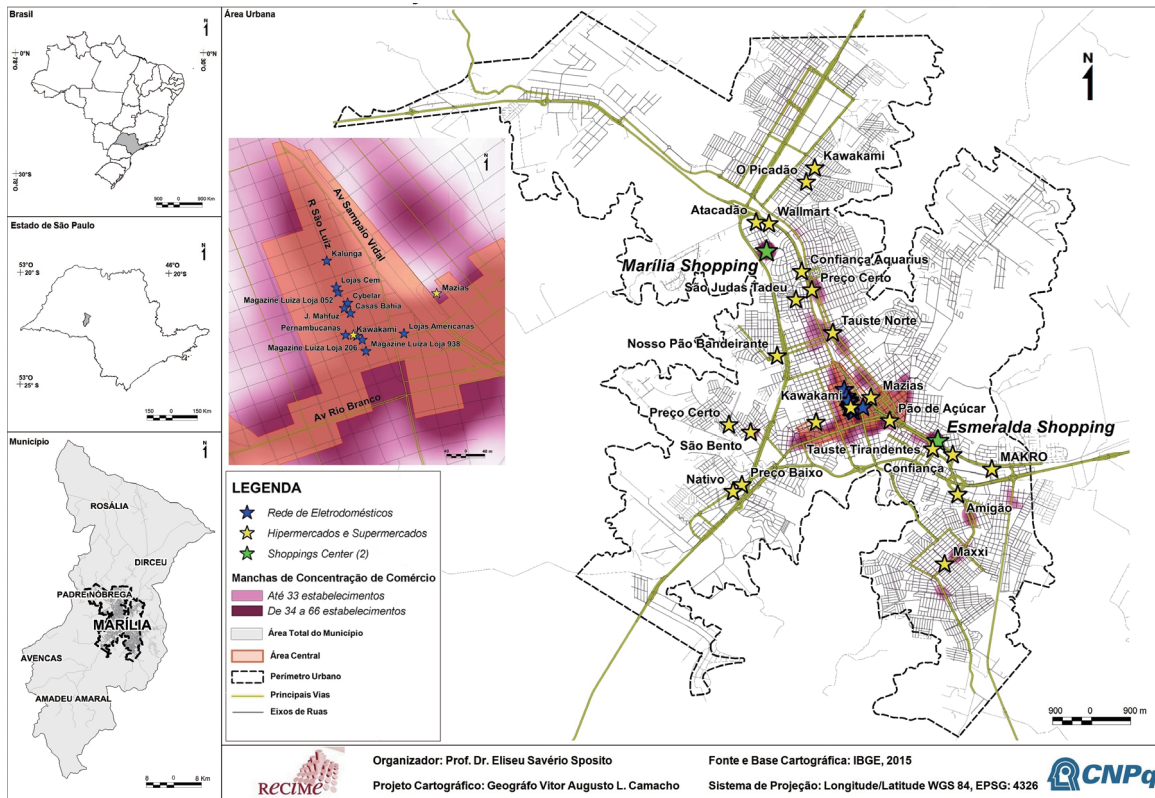 Brasil
N
0°N
78°O
0°N
30°O
30°S
78°O
30°S
900 0 900 Km
Estado de São Paulo
N
53°O
20° S
46°O
20°S
53°O
25° S
150 0 150 Km
Município
N
ROSÁLIA
DIRCEU
PADRE NÓBREGA
MARÍLIA
AVENCAS
AMADEU AMARAL
8 0 8 Km
Área Urbana
N
Kawakami
O Picadão
Atacadão
Wallmart
Marília Shopping
Confiança Aquarius
Preço Certo
São Judas Tadeu
Tauste Norte
Nosso Pão Bandeirante
Mazias
Kawakami
Pão de Açúcar
Preço Certo
Esmeralda Shopping
São Bento
Tauste Tirandentes
Confiança
MAKRO
Preço Baixo
Nativo
Amigão
Maxxi
900 0 900 m
Av Sampaio Vidal
R São Luiz
Kalunga
Lojas Cem
Mazias
Magazine Luiza Loja 052
Cybelar
Casas Bahia
J. Mahfuz
Pernambucanas
Kawakami
Lojas Americanas
Magazine Luiza Loja 206
Magazine Luiza Loja 938
Av Rio Branco
LEGENDA
Rede de Eletrodomésticos
Hipermercados e Supermercados
Shoppings Center (2)
Manchas de Concentração de Comércio
Até 33 estabelecimentos
De 34 a 66 estabelecimentos
Área Total do Município
Área Central
Perímetro Urbano
Principais Vias
Eixos de Ruas
RECIME
Organizador: Prof. Dr. Eliseu Savério Sposito
Projeto Cartográfico: Geográfo Vitor Augusto L. Camacho
Fonte e Base Cartográfica: IBGE, 2015
Sistema de Projeção: Longitude/Latitude WGS 84, EPSG: 4326
CNPq